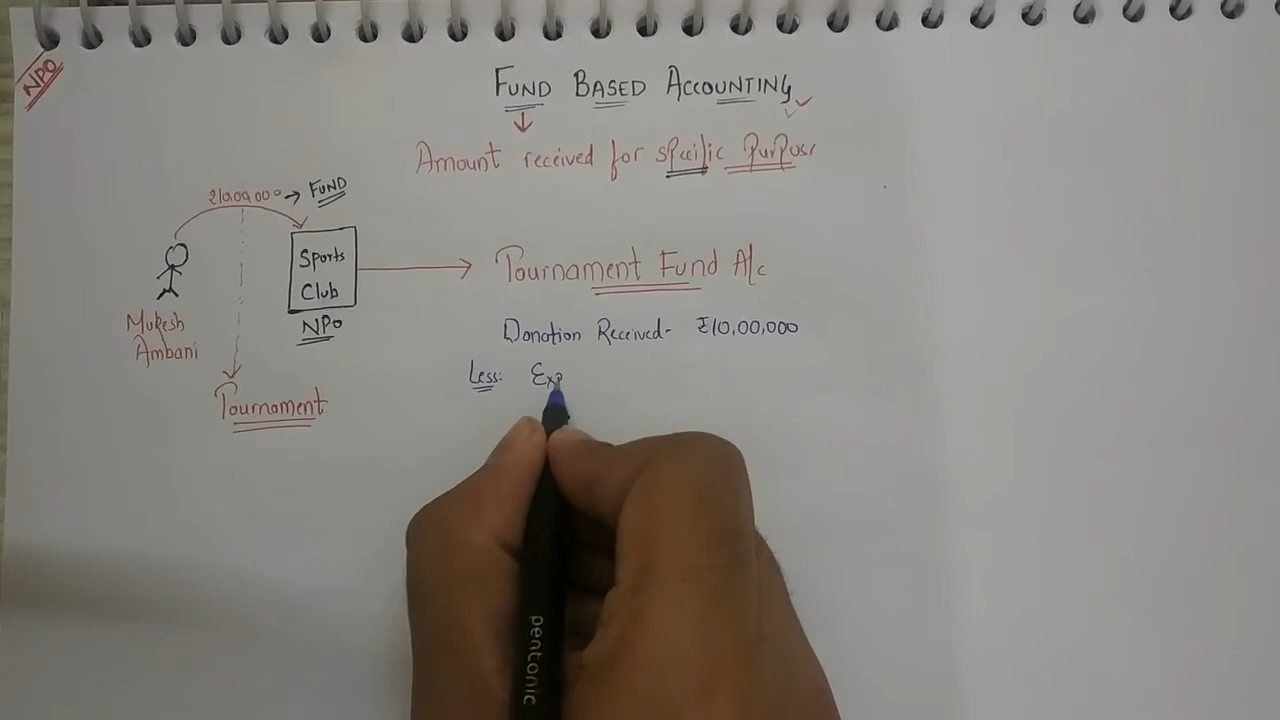 NPO
FUND BASED ACCOUNTING
Amount received for specific Purpose
₹10,00,000 → FUND
Sports
Club
NPO
Mukesh
Ambani
Tournament
Tournament Fund A/c
Donation Received- ₹10,00,000
Less: Exp
pentonic